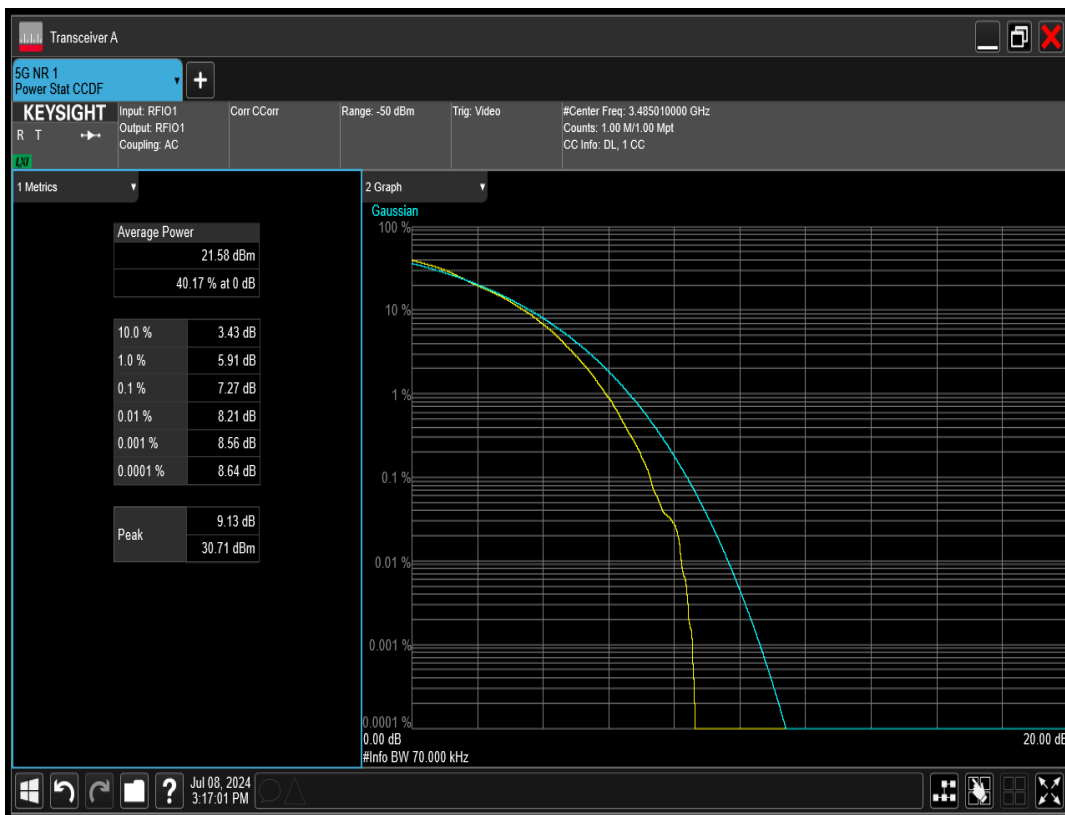 Transceiver A
5G NR 1
Power Stat CCDF
+
KEYSIGHT
R T
LXI
Input: RFIO1
Output: RFIO1
Coupling: AC
Corr CCorr
Range: -50 dBm
Trig: Video
#Center Freq: 3.485010000 GHz
Counts: 1.00 M/1.00 Mpt
CC Info: DL, 1 CC
1 Metrics
Average Power
21.58 dBm
40.17 % at 0 dB
10.0 % 3.43 dB
1.0 % 5.91 dB
0.1 % 7.27 dB
0.01 % 8.21 dB
0.001 % 8.56 dB
0.0001 % 8.64 dB
Peak
9.13 dB
30.71 dBm
2 Graph
Gaussian
100 %
10 %
1 %
0.1 %
0.01 %
0.001 %
0.0001 %
0.00 dB 20.00 dB
#Info BW 70.000 kHz
?
Jul 08, 2024
3:17:01 PM